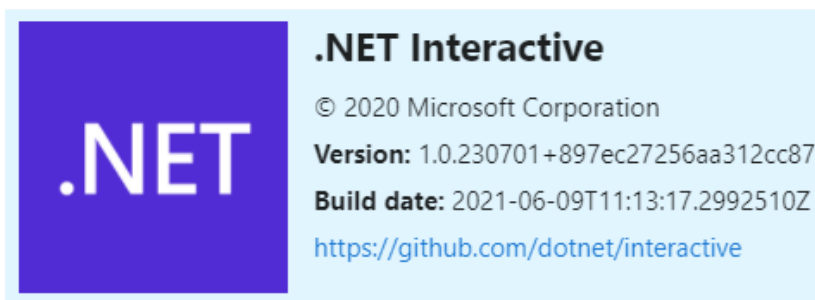 .NET
.NET Interactive
© 2020 Microsoft Corporation
Version: 1.0.230701+897ec27256aa312cc87
Build date: 2021-06-09T11:13:17.2992510Z
https://github.com/dotnet/interactive